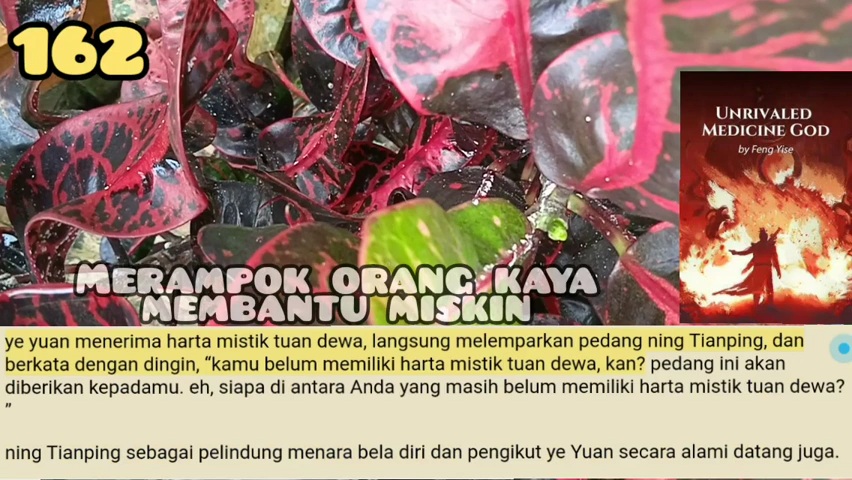 162
UNRIVALED
MEDICINE GOD
by Feng Yise
MERAMPOK ORANG KAYA
MEMBANTU MISKIN
ye yuan menerima harta mistik tuan dewa, langsung melemparkan pedang ning Tianping, dan
berkata dengan dingin, “kamu belum memiliki harta mistik tuan dewa, kan? pedang ini akan
diberikan kepadamu. eh, siapa di antara Anda yang masih belum memiliki harta mistik tuan dewa?
”
ning Tianping sebagai pelindung menara bela diri dan pengikut ye Yuan secara alami datang juga.